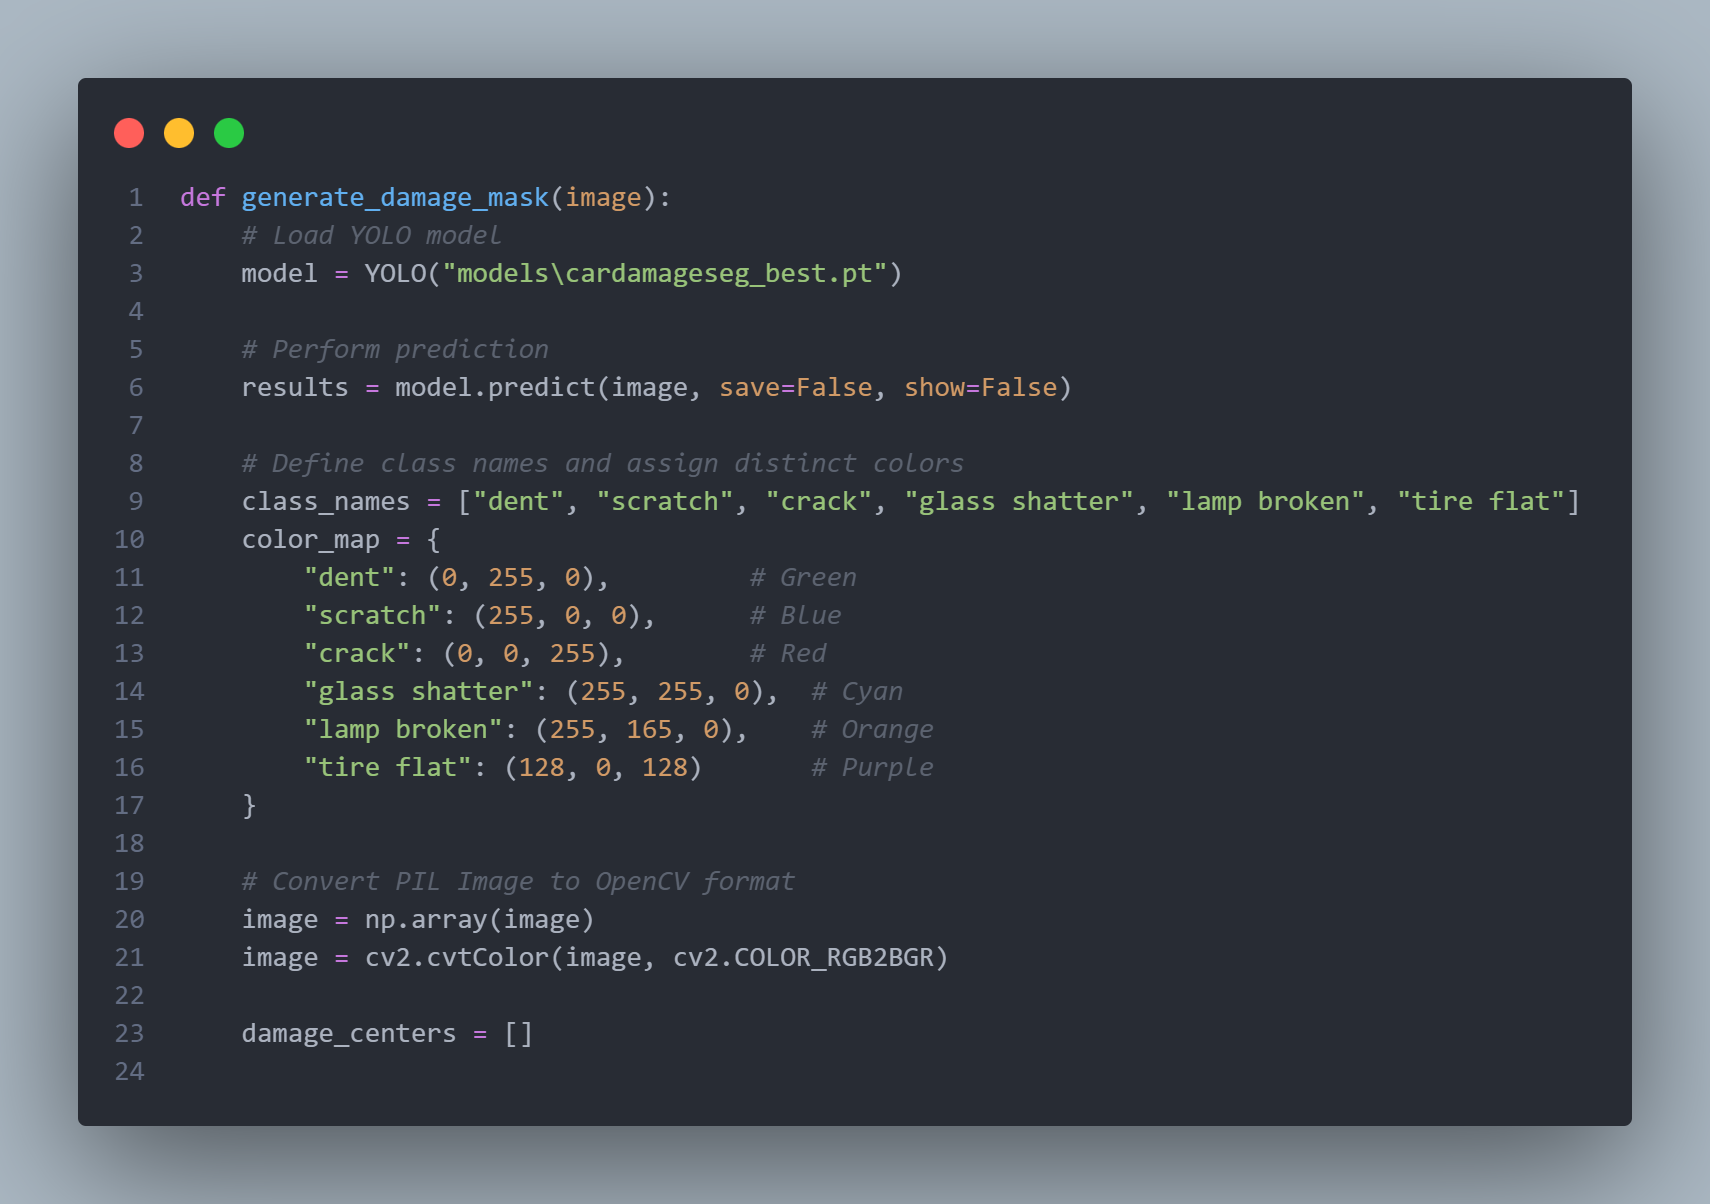 1 def generate_damage_mask(image):
2     # Load YOLO model
3     model = YOLO("models\cardamageseg_best.pt")
4
5     # Perform prediction
6     results = model.predict(image, save=False, show=False)
7
8     # Define class names and assign distinct colors
9     class_names = ["dent", "scratch", "crack", "glass shatter", "lamp broken", "tire flat"]
10     color_map = {
11         "dent": (0, 255, 0),         # Green
12         "scratch": (255, 0, 0),      # Blue
13         "crack": (0, 0, 255),        # Red
14         "glass shatter": (255, 255, 0),  # Cyan
15         "lamp broken": (255, 165, 0),    # Orange
16         "tire flat": (128, 0, 128)       # Purple
17     }
18
19     # Convert PIL Image to OpenCV format
20     image = np.array(image)
21     image = cv2.cvtColor(image, cv2.COLOR_RGB2BGR)
22
23     damage_centers = []
24